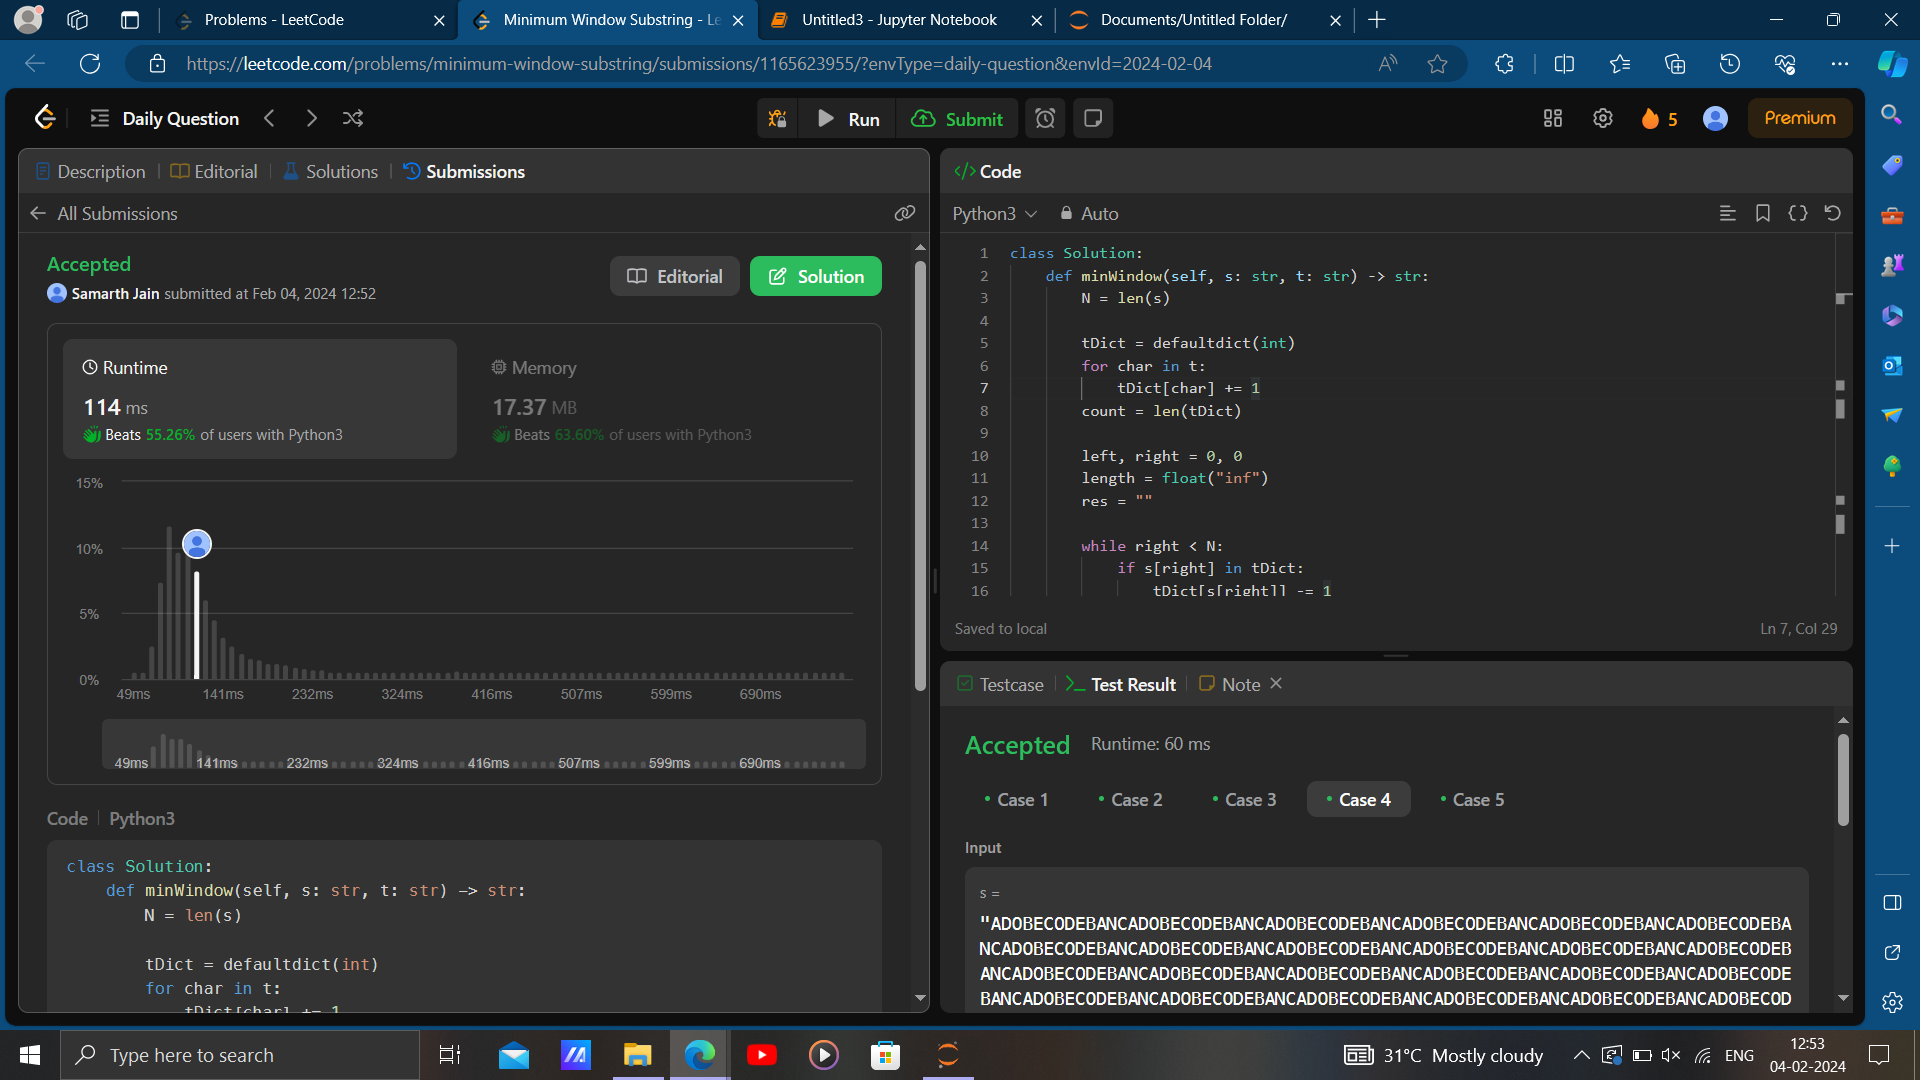 Problems - LeetCode
Minimum Window Substring - Le
Untitled3 - Jupyter Notebook
Documents/Untitled Folder/
https://leetcode.com/problems/minimum-window-substring/submissions/1165623955/?envType=daily-question&envId=2024-02-04
Daily Question
Run
Submit
5
Premium
Description
Editorial
Solutions
Submissions
All Submissions
Accepted
Samarth Jain submitted at Feb 04, 2024 12:52
Editorial
Solution
Runtime
114 ms
Beats 55.26% of users with Python3
Memory
17.37 MB
Beats 63.60% of users with Python3
15%
10%
5%
0%
49ms 141ms 232ms 324ms 416ms 507ms 599ms 690ms
49ms 141ms 232ms 324ms 416ms 507ms 599ms 690ms
Code Python3
class Solution:
def minWindow(self, s: str, t: str) -> str:
N = len(s)
tDict = defaultdict(int)
for char in t:
tDict[char] += 1
</> Code
Python3
Auto
1 class Solution:
2 def minWindow(self, s: str, t: str) -> str:
3 N = len(s)
4
5 tDict = defaultdict(int)
6 for char in t:
7 tDict[char] += 1
8 count = len(tDict)
9
10 left, right = 0, 0
11 length = float("inf")
12 res = ""
13
14 while right < N:
15 if s[right] in tDict:
16 tDict[s[right]] -= 1
Saved to local
Ln 7, Col 29
Testcase
Test Result
Note
Accepted Runtime: 60 ms
Case 1 Case 2 Case 3 Case 4 Case 5
Input
s =
"ADOBECODEBANCADOBECODEBANCADOBECODEBANCADOBECODEBANCADOBECODEBANCADOBECODEBA
NCADOBECODEBANCADOBECODEBANCADOBECODEBANCADOBECODEBANCADOBECODEBANCADOBECODEB
ANCADOBECODEBANCADOBECODEBANCADOBECODEBANCADOBECODEBANCADOBECODEBANCADOBECODE
BANCADOBECODEBANCADOBECODEBANCADOBECODEBANCADOBECODEBANCADOBECODEBANCADOBECOD
Type here to search
31°C Mostly cloudy
ENG
12:53
04-02-2024